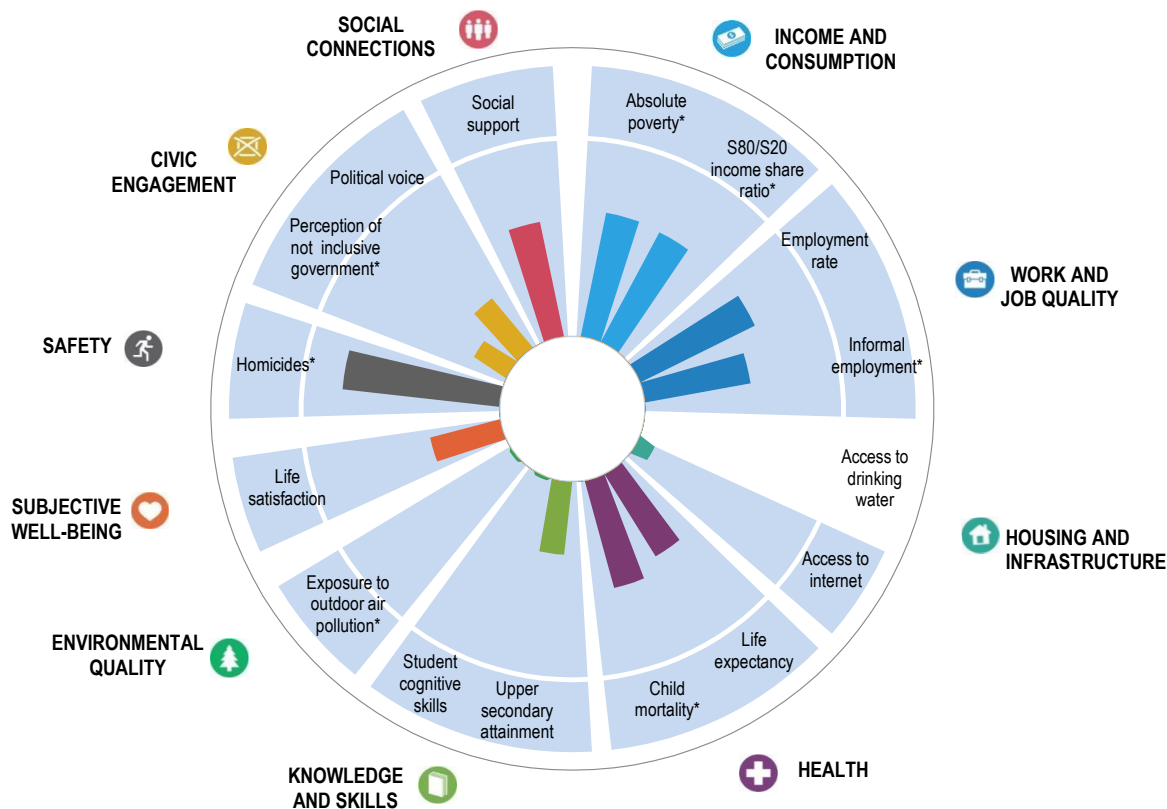 SOCIAL
CONNECTIONS
INCOME AND
CONSUMPTION
Social
support
Absolute
poverty*
S80/S20
income share
ratio*
CIVIC
ENGAGEMENT
Political voice
Perception of
not inclusive
government*
Employment
rate
WORK AND
JOB QUALITY
SAFETY
Homicides*
Informal
employment*
Access to
drinking
water
SUBJECTIVE
WELL-BEING
Life
satisfaction
HOUSING AND
INFRASTRUCTURE
Access to
internet
Exposure to
outdoor air
pollution*
ENVIRONMENTAL
QUALITY
Student
cognitive
skills
Upper
secondary
attainment
Child
mortality*
Life
expectancy
KNOWLEDGE
AND SKILLS
HEALTH